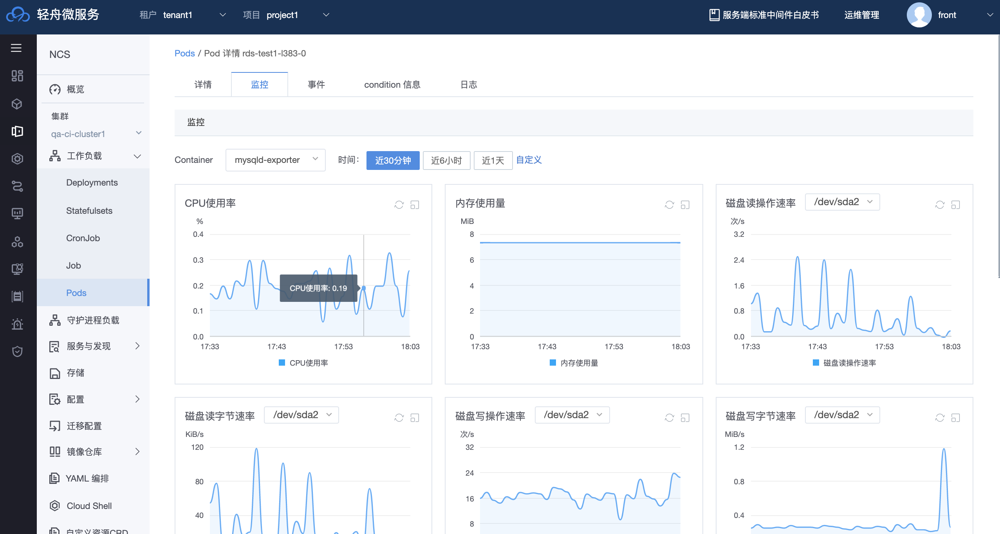 轻舟微服务
租户 tenant1
项目 project1
服务端标准中间件白皮书
运维管理
front
NCS
概览
集群
qa-ci-cluster1
工作负载
Deployments
Statefulsets
CronJob
Job
Pods
守护进程负载
服务与发现
存储
配置
迁移配置
镜像仓库
YAML 编排
Cloud Shell
自定义资源CRD
Pods / Pod 详情 rds-test1-l383-0
详情
监控
事件
condition 信息
日志
监控
Container mysqld-exporter 时间： 近30分钟 近6小时 近1天 自定义
CPU使用率
%
0.4
0.3
0.2
0.1
0.0
17:33 17:43 17:53 18:03
CPU使用率: 0.19
CPU使用率
内存使用量
MiB
8
6
4
2
0
17:33 17:43 17:53 18:03
内存使用量
磁盘读操作速率 /dev/sda2
次/s
3.2
2.4
1.6
0.8
0.0
17:33 17:43 17:53 18:03
磁盘读操作速率
磁盘读字节速率 /dev/sda2
KiB/s
120
80
40
磁盘写操作速率 /dev/sda2
次/s
32
24
16
8
磁盘写字节速率 /dev/sda2
MiB/s
1.2
0.8
0.4